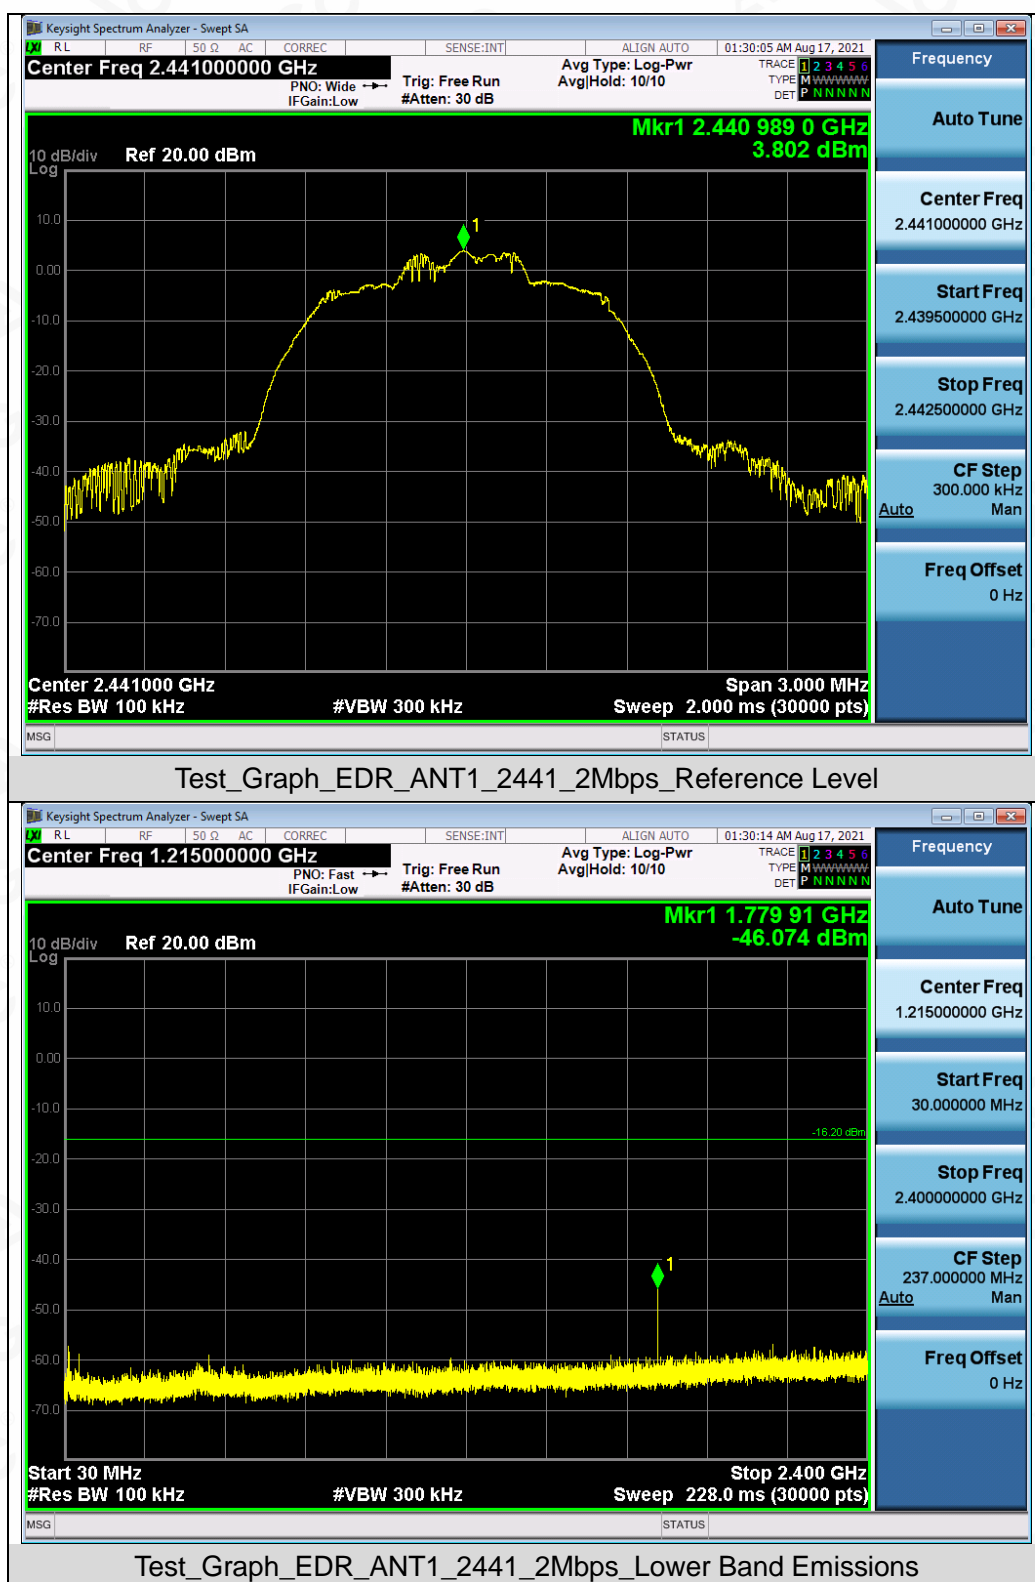 Keysight Spectrum Analyzer - Swept SA
LXI RL RF 50 Ω AC CORREC SENSE:INT ALIGN AUTO 01:30:05 AM Aug 17, 2021
Center Freq 2.441000000 GHz
PNO: Wide
IFGain:Low
Trig: Free Run
#Atten: 30 dB
Avg Type: Log-Pwr
Avg|Hold: 10/10
TRACE 1 2 3 4 5 6
TYPE M WWWWW
DET P N N N N N
Mkr1 2.440 989 0 GHz
3.802 dBm
10 dB/div Ref 20.00 dBm
Log
10.0
0.00
-10.0
-20.0
-30.0
-40.0
-50.0
-60.0
-70.0
1
Center 2.441000 GHz Span 3.000 MHz
#Res BW 100 kHz #VBW 300 kHz Sweep 2.000 ms (30000 pts)
MSG STATUS
Frequency
Auto Tune
Center Freq
2.441000000 GHz
Start Freq
2.439500000 GHz
Stop Freq
2.442500000 GHz
CF Step
300.000 kHz
Auto Man
Freq Offset
0 Hz
Test_Graph_EDR_ANT1_2441_2Mbps_Reference Level
Keysight Spectrum Analyzer - Swept SA
LXI RL RF 50 Ω AC CORREC SENSE:INT ALIGN AUTO 01:30:14 AM Aug 17, 2021
Center Freq 1.215000000 GHz
PNO: Fast
IFGain:Low
Trig: Free Run
#Atten: 30 dB
Avg Type: Log-Pwr
Avg|Hold: 10/10
TRACE 1 2 3 4 5 6
TYPE M WWWWW
DET P N N N N N
Mkr1 1.779 91 GHz
-46.074 dBm
10 dB/div Ref 20.00 dBm
Log
10.0
0.00
-10.0
-16.20 dBm
-20.0
-30.0
-40.0
-50.0
-60.0
-70.0
1
Start 30 MHz Stop 2.400 GHz
#Res BW 100 kHz #VBW 300 kHz Sweep 228.0 ms (30000 pts)
MSG STATUS
Frequency
Auto Tune
Center Freq
1.215000000 GHz
Start Freq
30.000000 MHz
Stop Freq
2.400000000 GHz
CF Step
237.000000 MHz
Auto Man
Freq Offset
0 Hz
Test_Graph_EDR_ANT1_2441_2Mbps_Lower Band Emissions